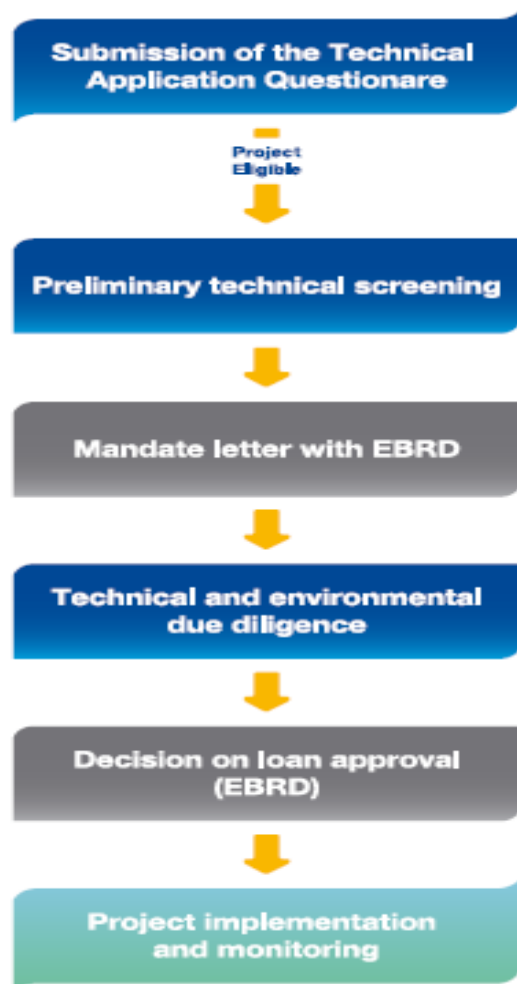 Submission of the Technical
Application Questionare
Project
Eligible
Preliminary technical screening
Mandate letter with EBRD
Technical and environmental
due diligence
Decision on loan approval
(EBRD)
Project implementation
and monitoring